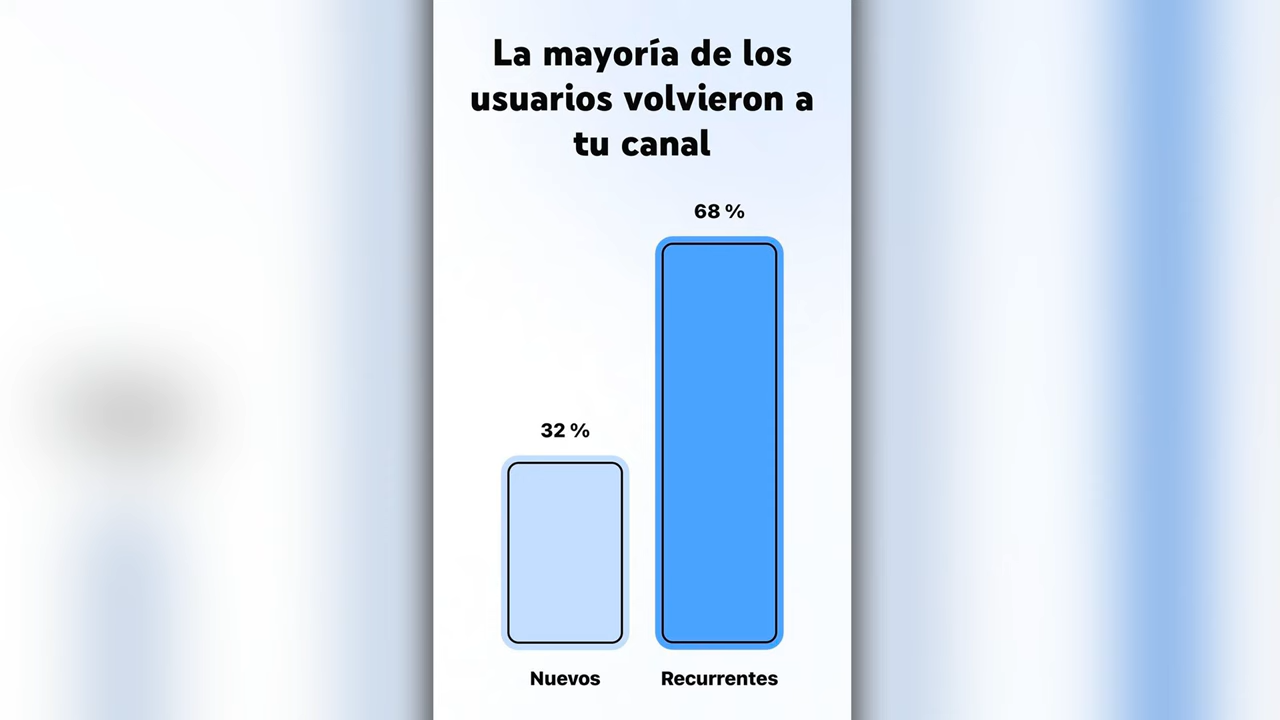 La mayoría de los
usuarios volvieron a
tu canal
68 %
32 %
Nuevos
Recurrentes